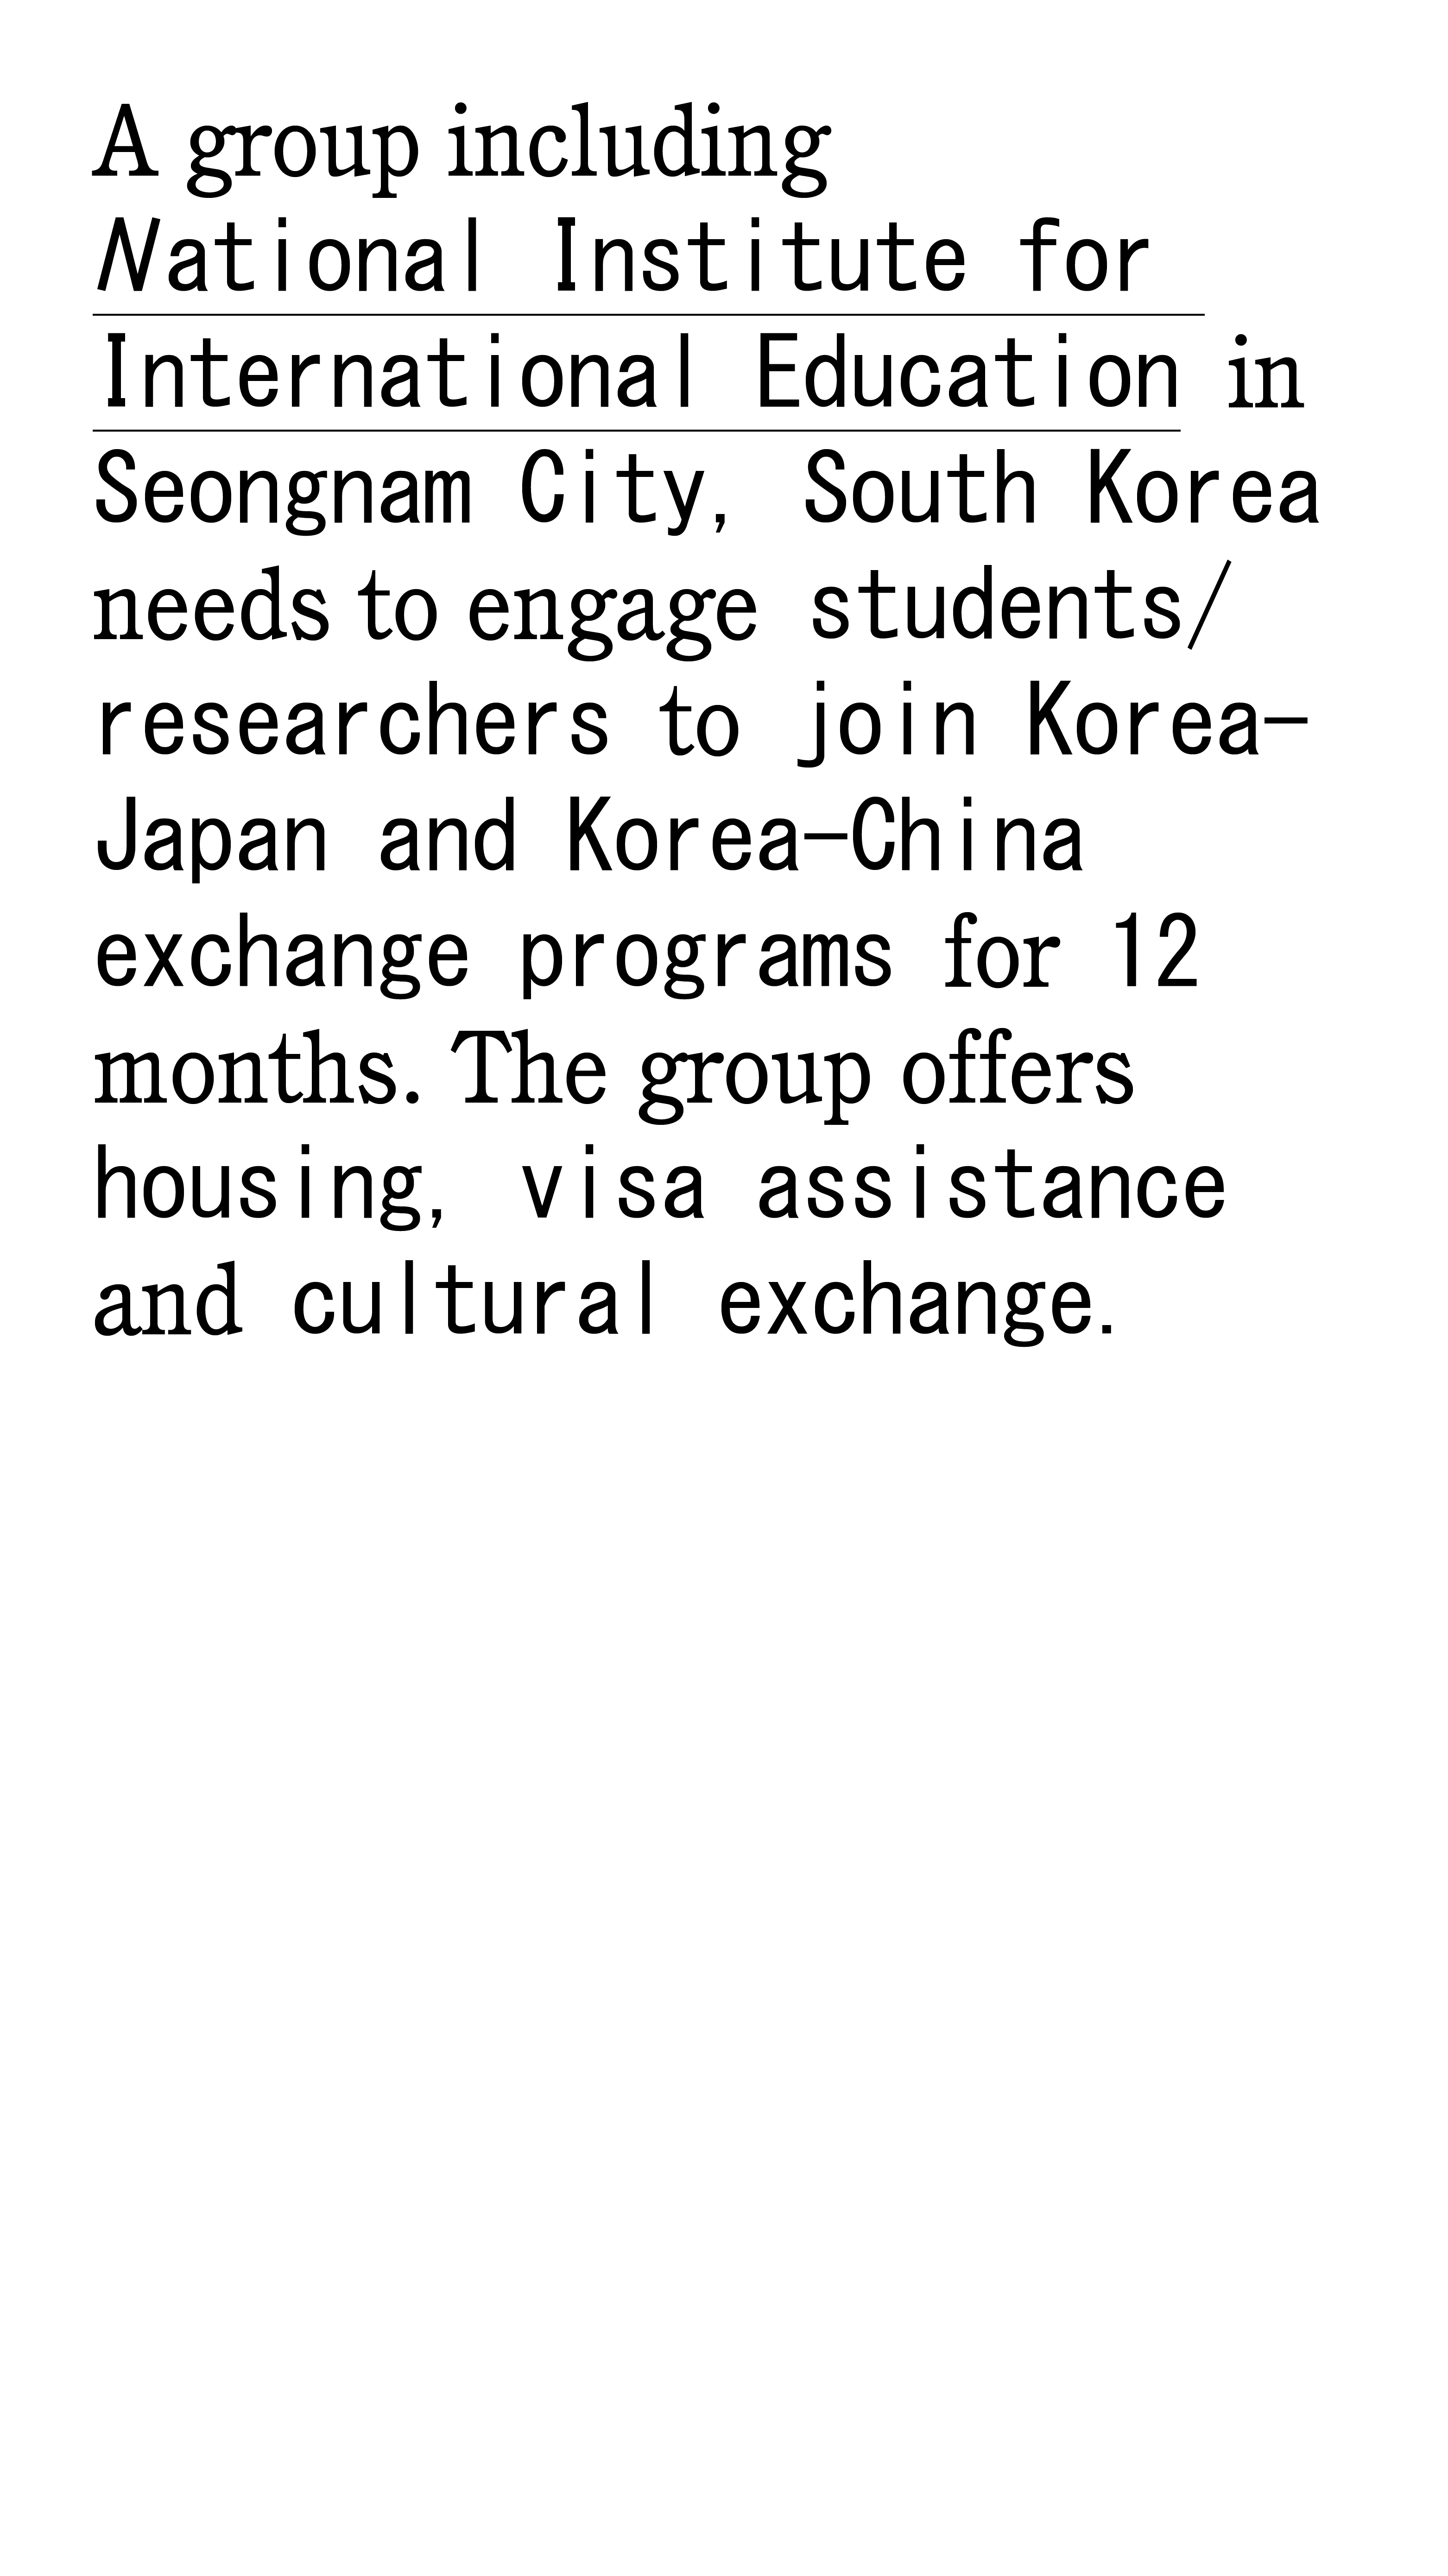 A group including
National Institute for
International Education in
Seongnam City, South Korea
needs to engage students/
researchers to join Korea-
Japan and Korea-China
exchange programs for 12
months. The group offers
housing, visa assistance
and cultural exchange.